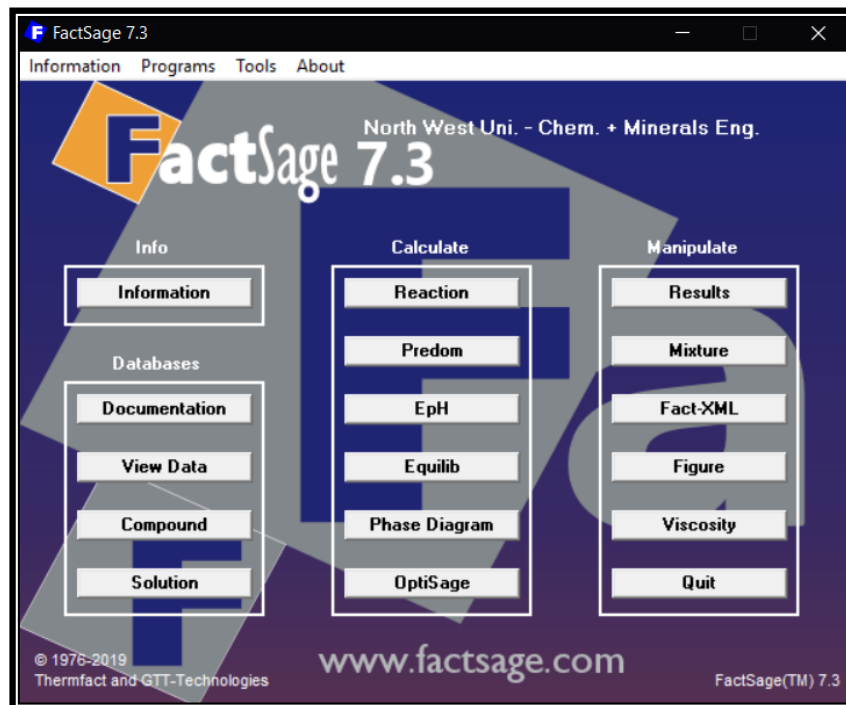 FactSage 7.3
Information Programs Tools About
North West Uni. - Chem. + Minerals Eng.
FactSage 7.3
Info
Information
Databases
Documentation
View Data
Compound
Solution
Calculate
Reaction
Predom
EpH
Equilib
Phase Diagram
OptiSage
Manipulate
Results
Mixture
Fact-XML
Figure
Viscosity
Quit
© 1976-2019
Thermfact and GTT-Technologies
www.factsage.com
FactSage(TM) 7.3